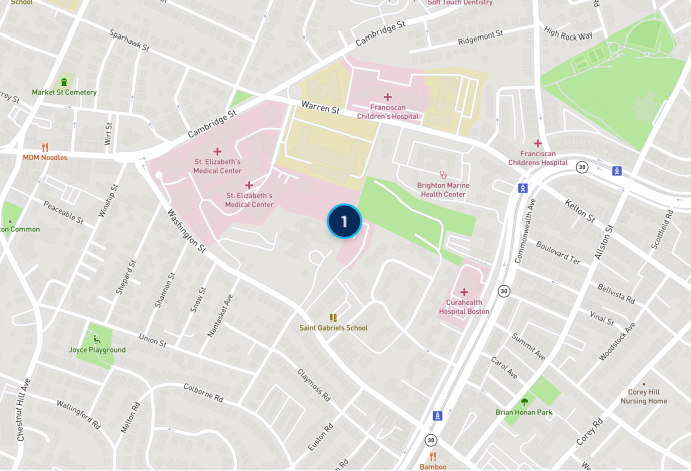 School
Soft Touch Dentistry
Rd
High Rock Way
Cambridge St
Ridgemont St
Sparhawk St
Market St Cemetery
Warren St
Franciscan
Children's Hospital
Cambridge St
Wirt St
MDM Noodles
St. Elizabeth's
Medical Center
Franciscan
Childrens Hospital
30
Brighton Marine
Health Center
St. Elizabeth's
Medical Center
Winship St
Peaceable St
Washington St
1
Commonwealth Ave
Kelton St
Allston St
Scottfield Rd
ton Common
Boulevard Ter
Shepard St
Shannon St
Snow St
Nantasket Ave
30
Curahealth
Hospital Boston
Bellvista Rd
Vinal St
Woodstock Ave
Saint Gabriels School
Union St
Joyce Playground
Summit Ave
Carol Ave
Claymoss Rd
Colborne Rd
Chestnut Hill Ave
Wallingford Rd
Melton Rd
Corey Hill
Nursing Home
Brian Honan Park
Corey Rd
Euston Rd
30
Rd
Bamboo
Wa